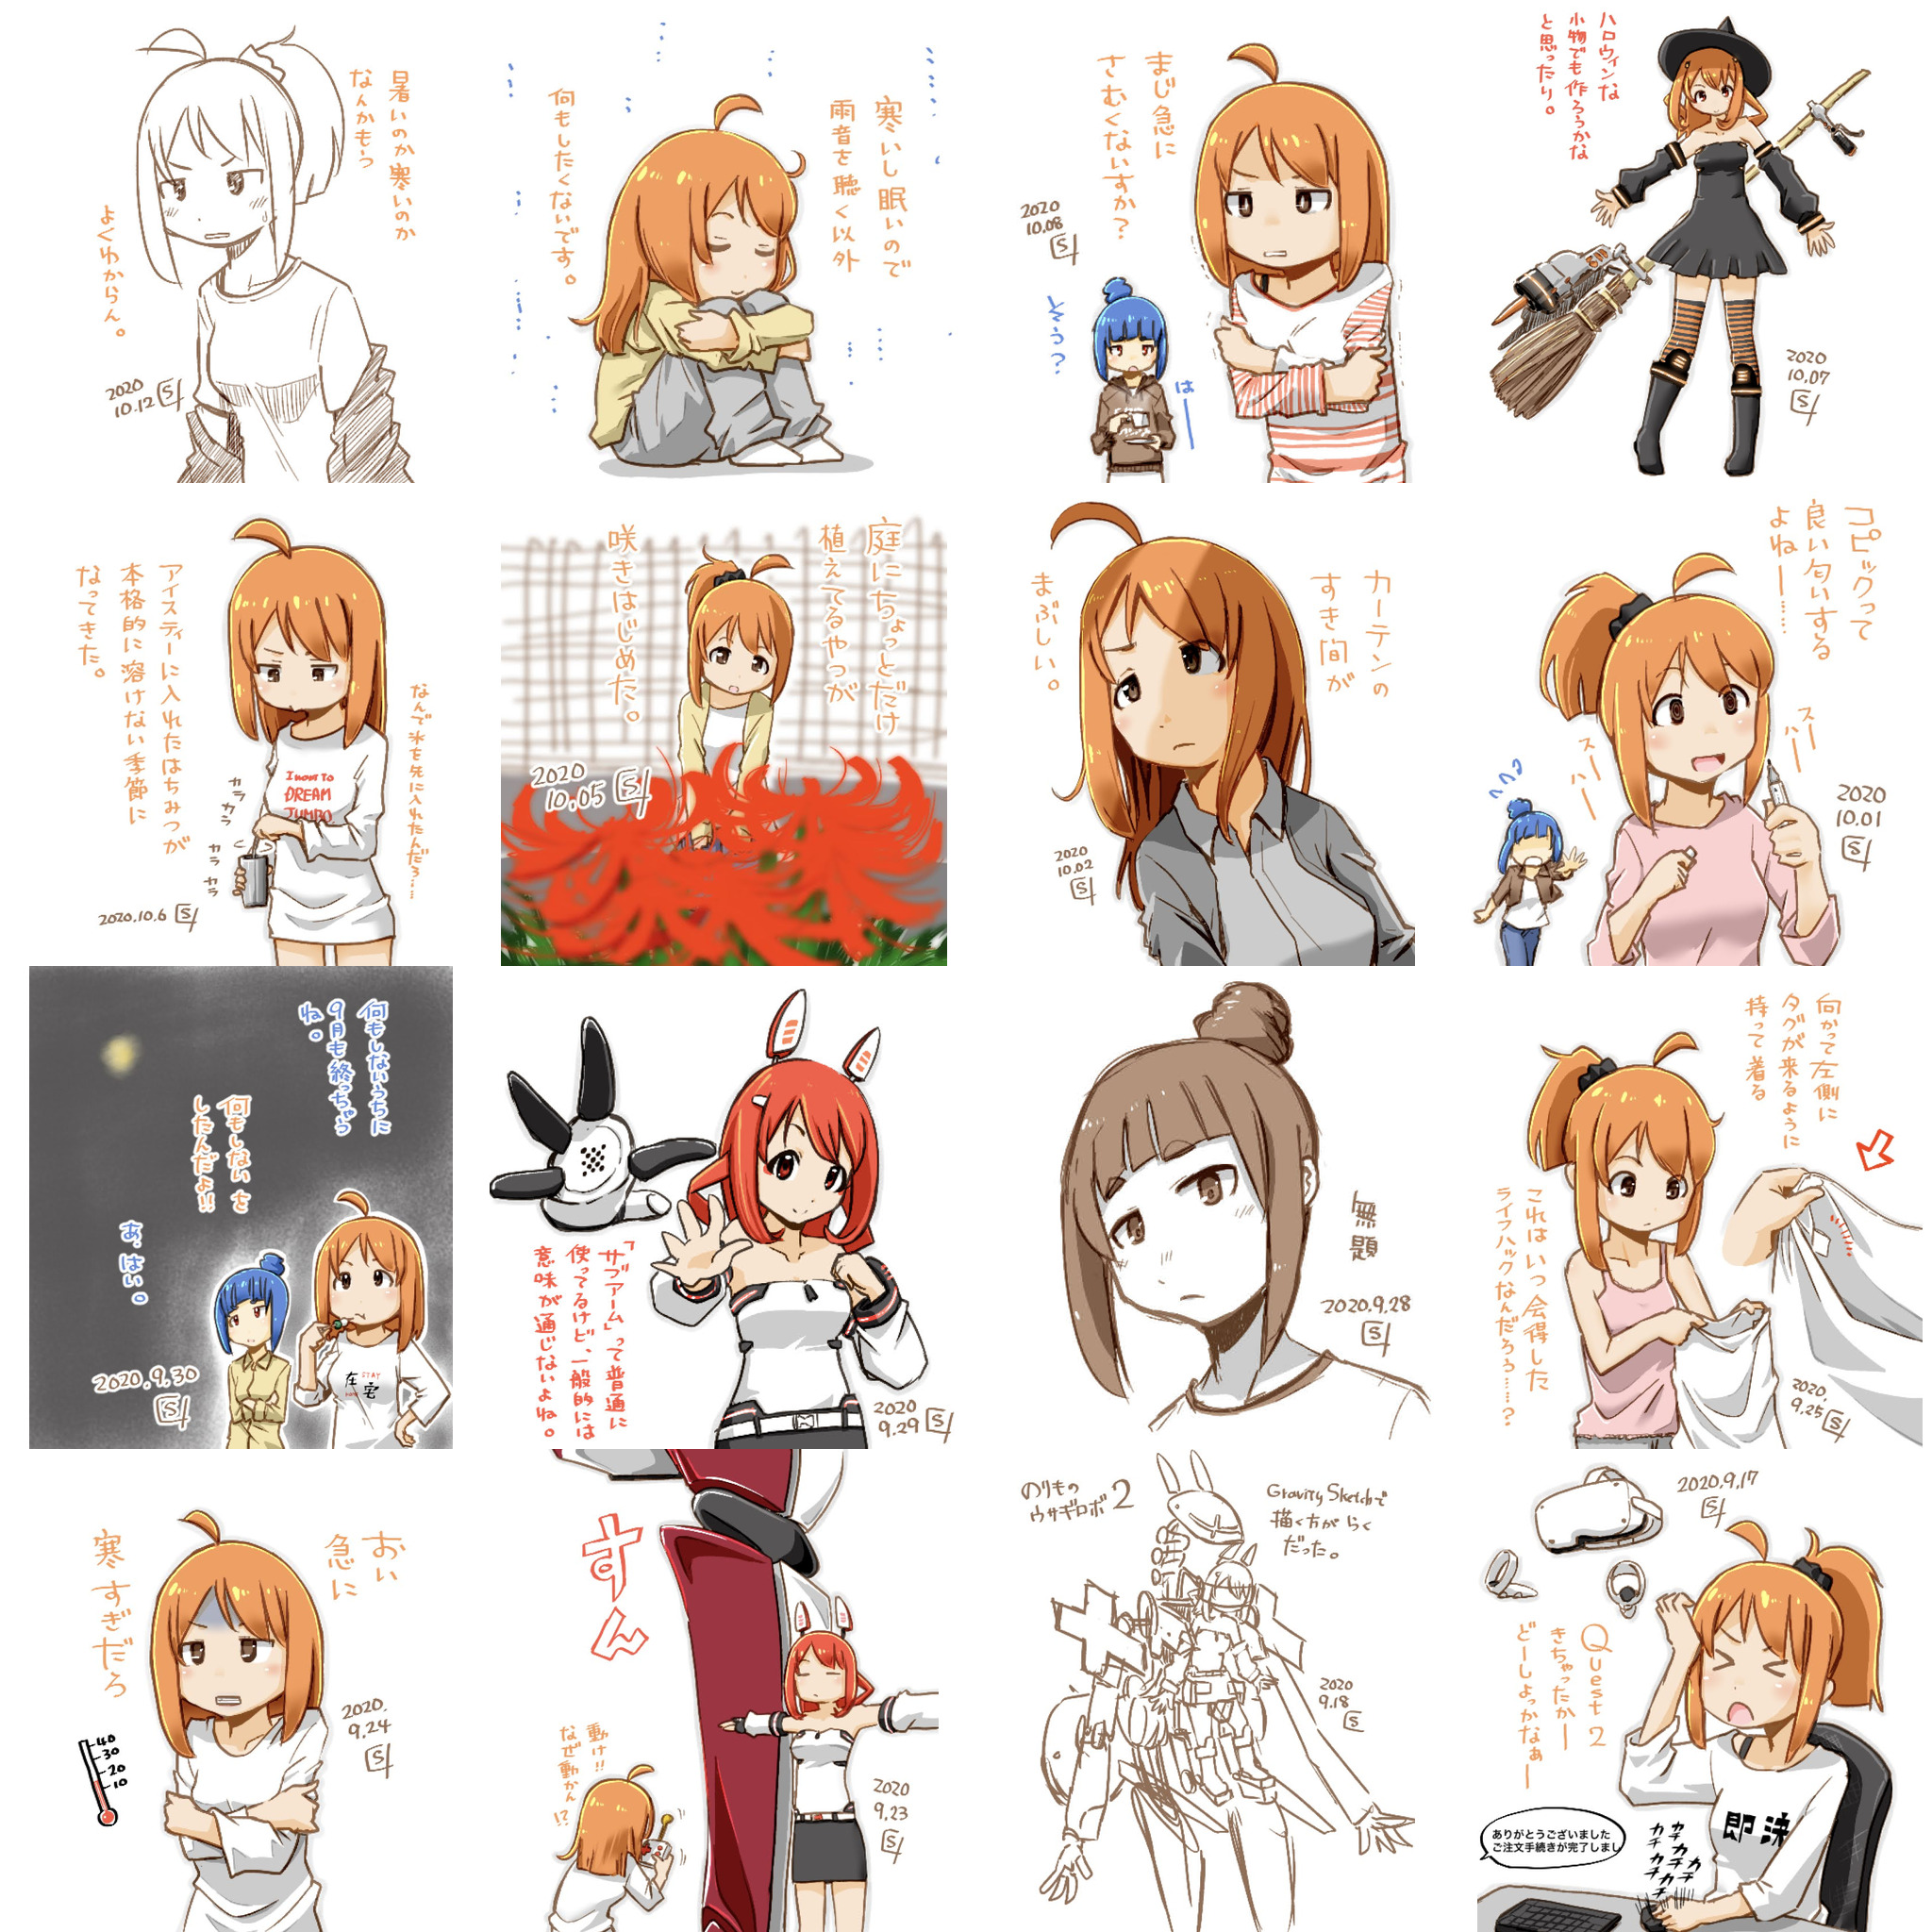 暑いのか寒いのか
なんかもう
よくわからん。
2020
10.12
寒いし眠いので
雨音を聴く以外
何もしたくないです。
まじ急に
さむくないすか？
2020
10.08
そう？
はー
ハロウィンな
小物でも作ろうかな
と思ったり。
2020
10.07
アイスティーに入れたはちみつが
本格的に溶けない季節に
なってきた。
なんで氷を先に入れたんだろ……
カラカラ
カラカラ
I WANT TO
DREAM
JUMBO
2020.10.6
庭にちょっとだけ
植えてるやつが
咲きはじめた。
2020
10.05
カーテンの
すき間が
まぶしい。
2020
10.02
コピックって
良い匂いする
よねー……
スー
ハー
スー
ハー
2020
10.01
何もしないうちに
9月も終っちゃう
ね。
何もしないを
したんだよ!!
あ、はい。
STAY
在宅
2020.9.30
「サブアーム」って普通に
使ってるけど、一般的には
意味が通じないよね。
2020
9.29
無題
2020.9.28
向かって左側に
タグが来るように
持って着る
これはいつ会得した
ライフハックなんだろう……？
2020.
9.25
おい
急に
寒すぎだろ
40
30
20
10
2020.
9.24
すん
動け!!
なぜ動かん!?
2020
9.23
のりもの
ウサギロボ2
Gravity Sketchで
描く方がらく
だった。
2020
9.18
2020.9.17
Quest 2
きちゃったかー
どーしょっかなぁー
即決
ありがとうございました
ご注文手続きが完了しまし
カチカチ
カチカチ
カチ